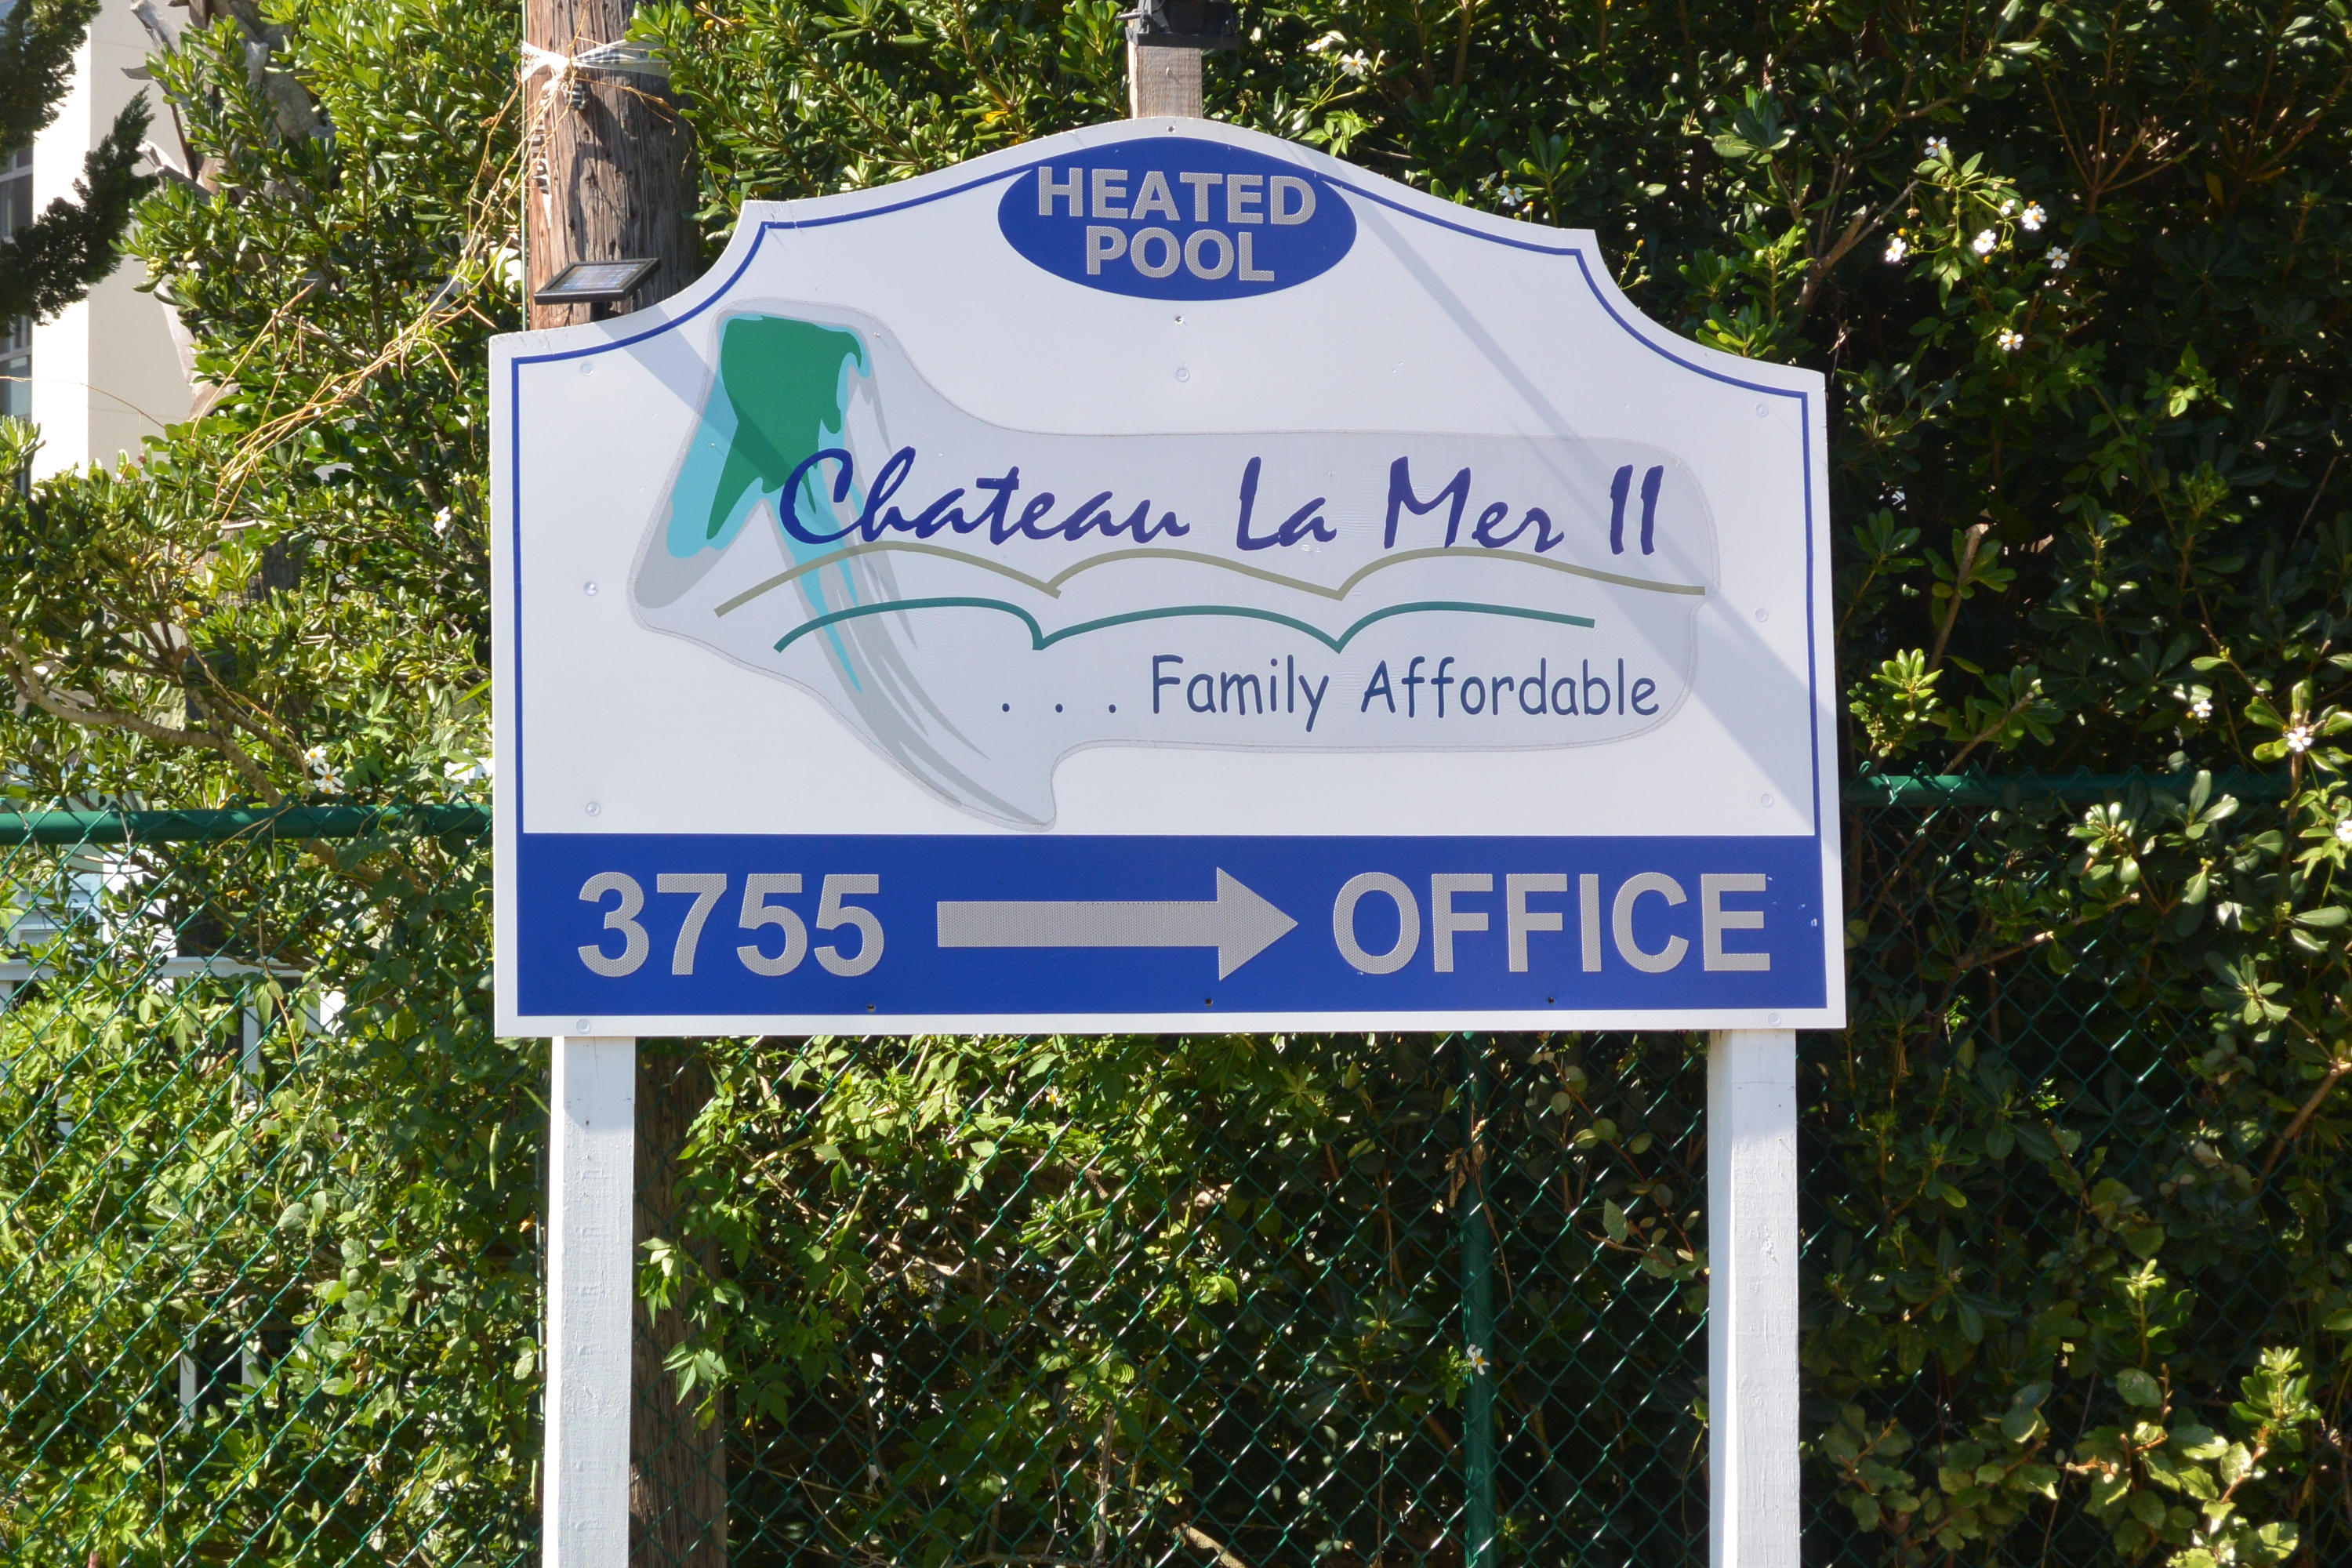 HEATED
POOL
Chateau La Mer II
. . . Family Affordable
3755 → OFFICE